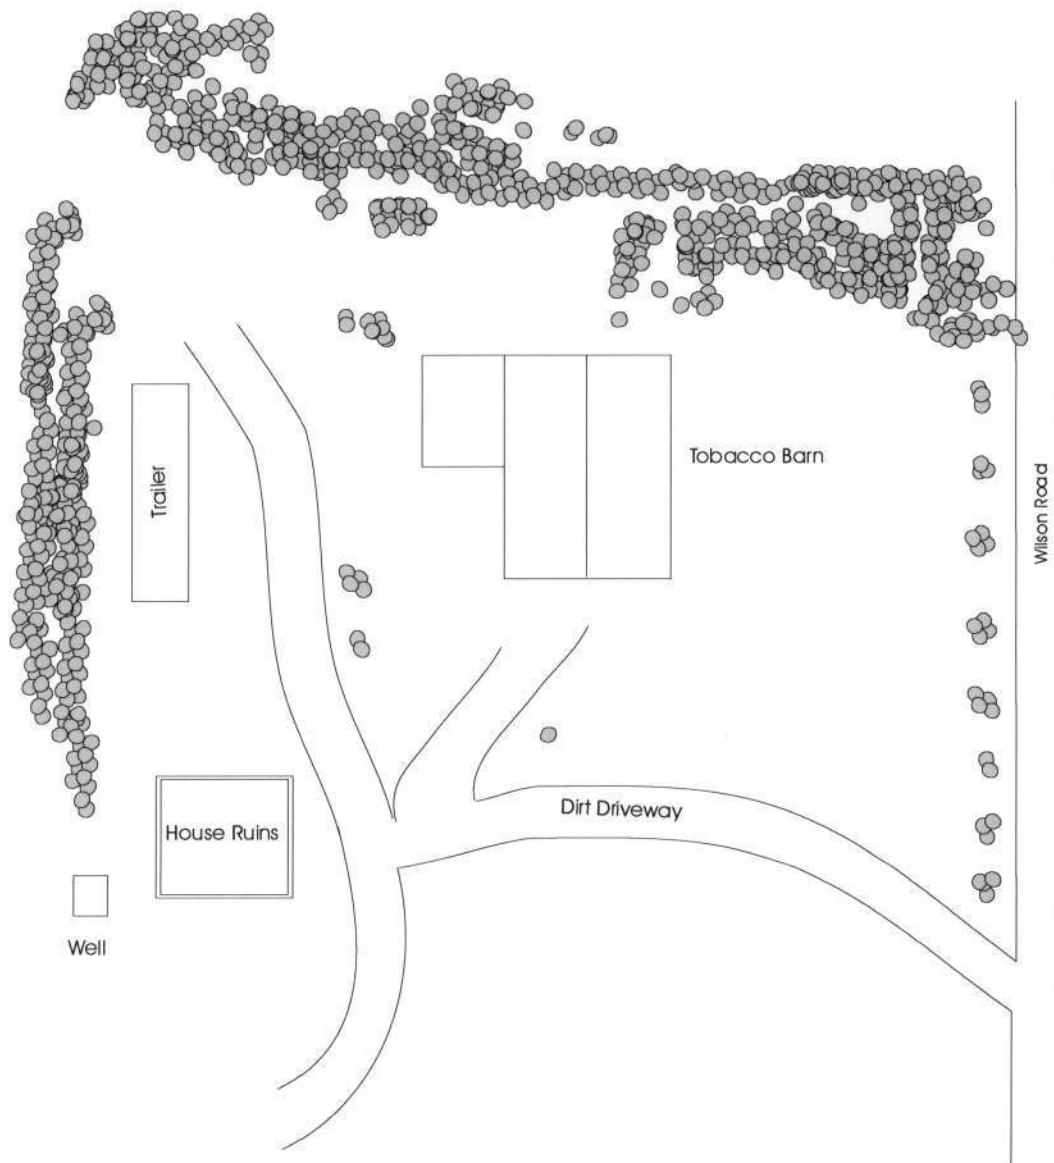 Tobacco Barn
Trailer
Wilson Road
Dirt Driveway
House Ruins
Well